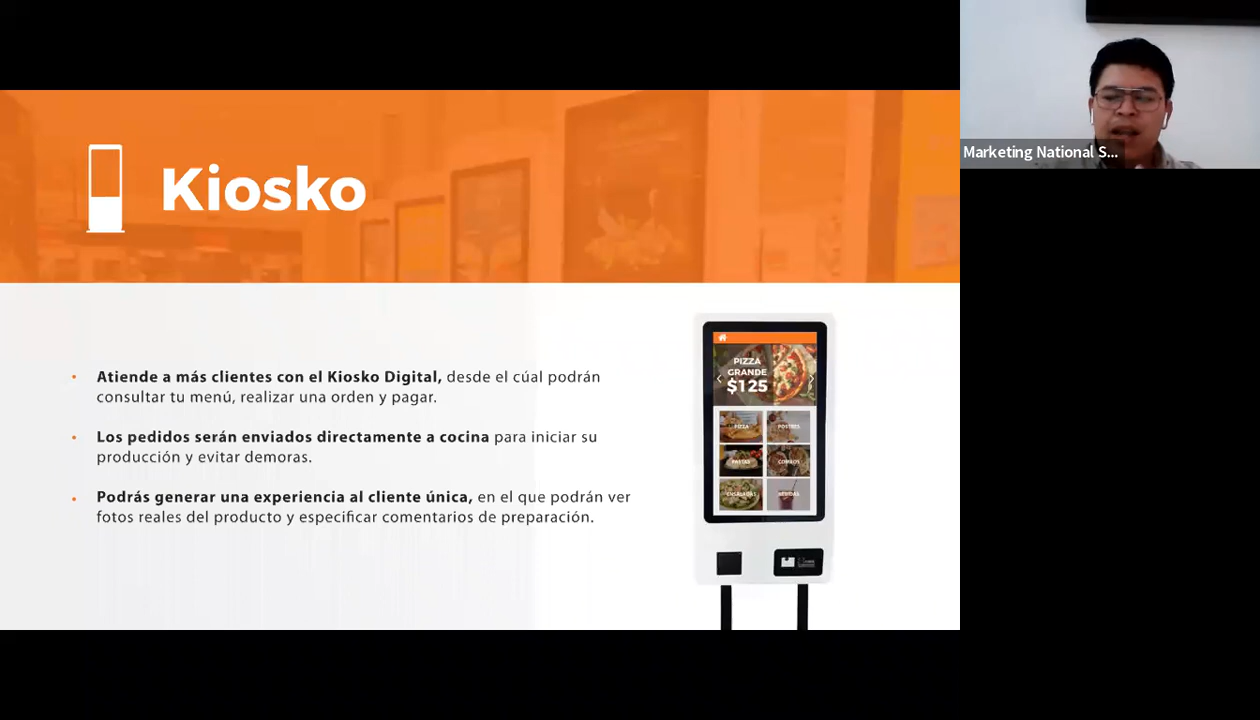 Kiosko
Marketing National S...
• Atiende a más clientes con el Kiosko Digital, desde el cúal podrán
consultar tu menú, realizar una orden y pagar.
• Los pedidos serán enviados directamente a cocina para iniciar su
producción y evitar demoras.
• Podrás generar una experiencia al cliente única, en el que podrán ver
fotos reales del producto y especificar comentarios de preparación.
PIZZA
GRANDE
$125
PIZZA
POSTRES
PASTAS
COMBOS
ENSALADAS
BEBIDAS